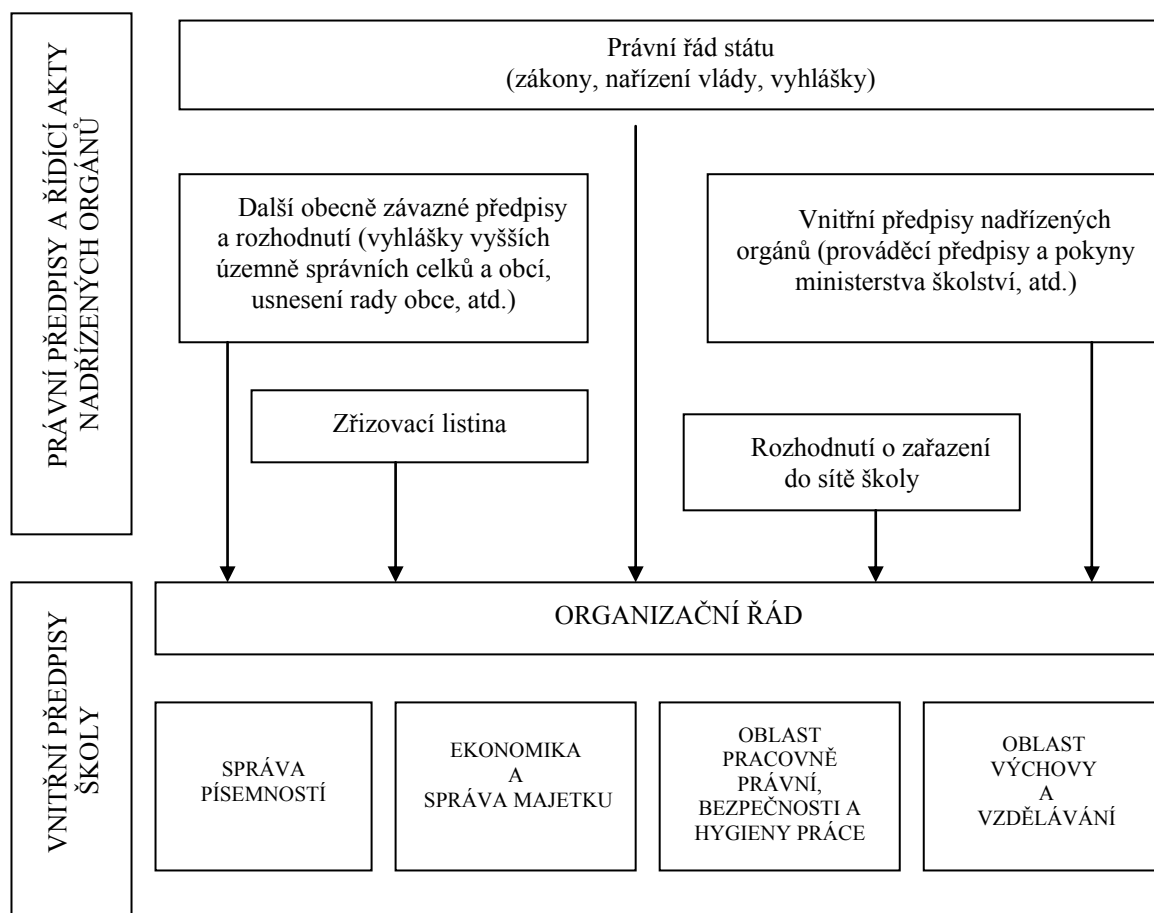 PRÁVNÍ PŘEDPISY A ŘÍDÍCÍ AKTY
NADŘÍZENÝCH ORGÁNŮ
Právní řád státu
(zákony, nařízení vlády, vyhlášky)
Další obecně závazné předpisy
a rozhodnutí (vyhlášky vyšších
územně správních celků a obcí,
usnesení rady obce, atd.)
Vnitřní předpisy nadřízených
orgánů (prováděcí předpisy a pokyny
ministerstva školství, atd.)
Zřizovací listina
Rozhodnutí o zařazení
do sítě školy
VNITŘNÍ PŘEDPISY
ŠKOLY
ORGANIZAČNÍ ŘÁD
SPRÁVA
PÍSEMNOSTÍ
EKONOMIKA
A
SPRÁVA MAJETKU
OBLAST
PRACOVNĚ
PRÁVNÍ,
BEZPEČNOSTI A
HYGIENY PRÁCE
OBLAST
VÝCHOVY
A
VZDĚLÁVÁNÍ